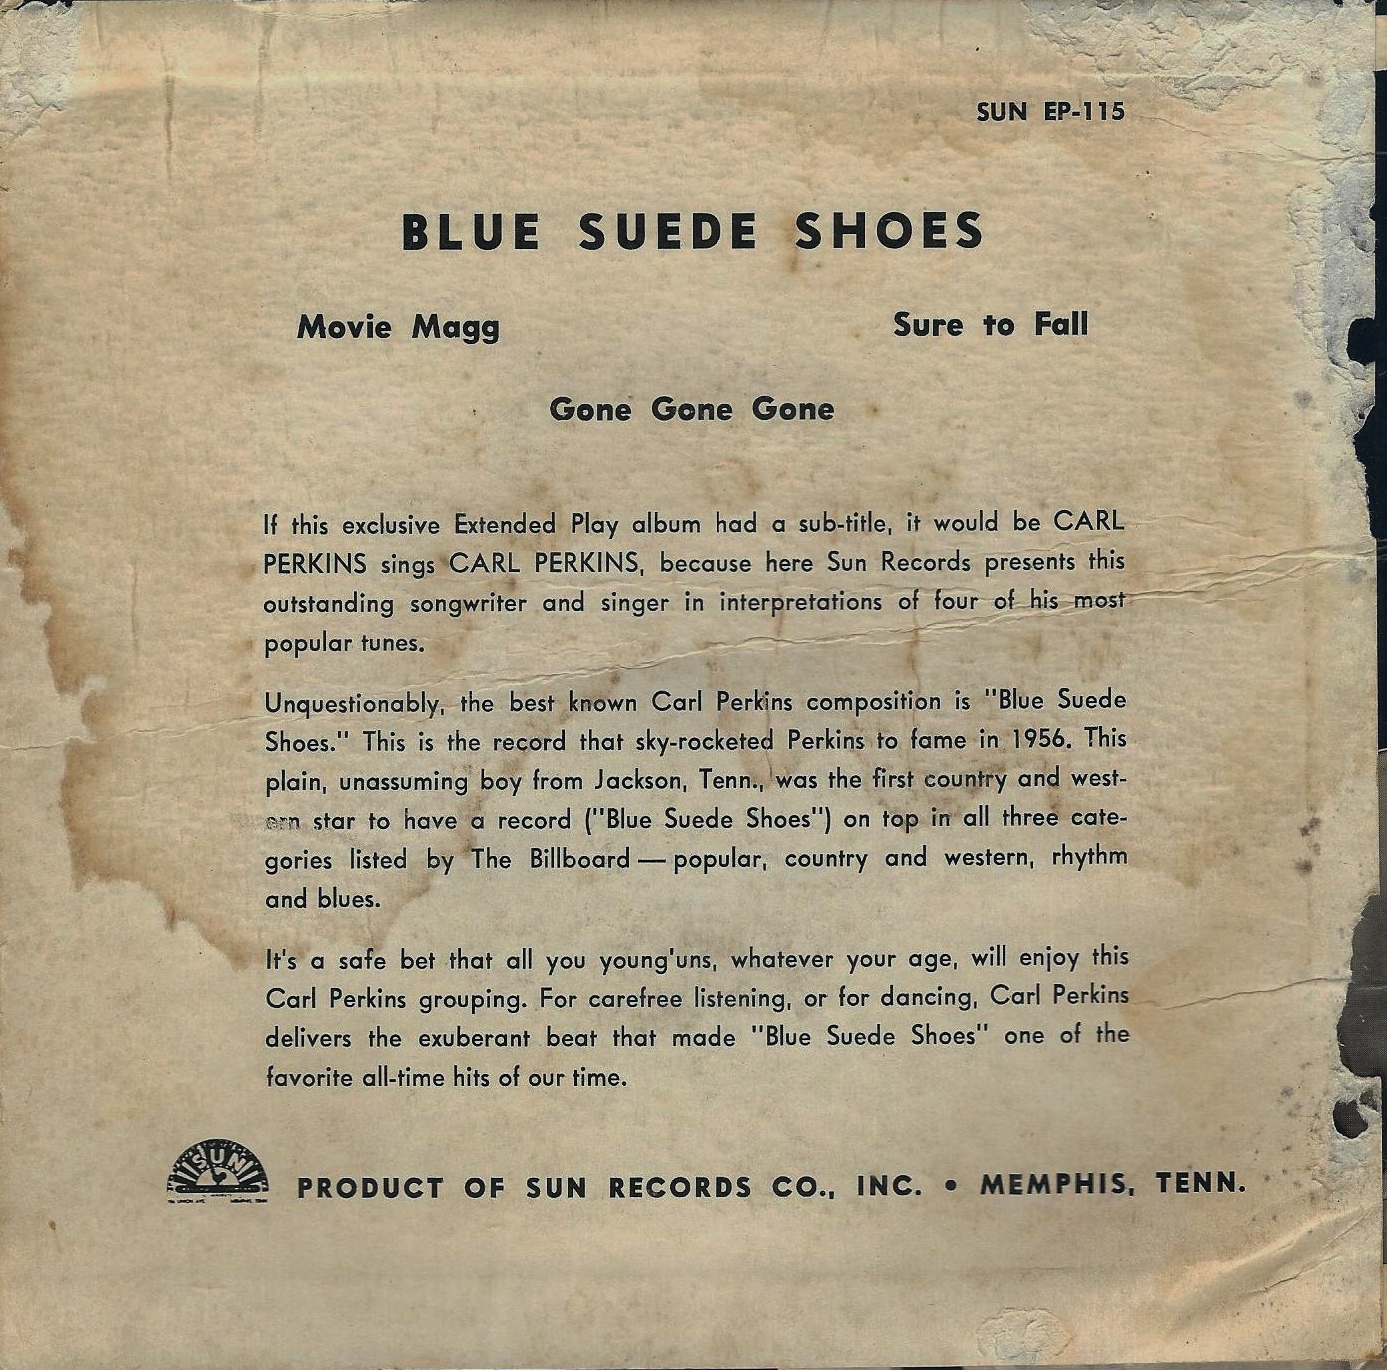 SUN EP-115
BLUE SUEDE SHOES
Movie Magg Sure to Fall
Gone Gone Gone
If this exclusive Extended Play album had a sub-title, it would be CARL
PERKINS sings CARL PERKINS, because here Sun Records presents this
outstanding songwriter and singer in interpretations of four of his most
popular tunes.
Unquestionably, the best known Carl Perkins composition is "Blue Suede
Shoes." This is the record that sky-rocketed Perkins to fame in 1956. This
plain, unassuming boy from Jackson, Tenn., was the first country and west-
ern star to have a record ("Blue Suede Shoes") on top in all three cate-
gories listed by The Billboard — popular, country and western, rhythm
and blues.
It's a safe bet that all you young'uns, whatever your age, will enjoy this
Carl Perkins grouping. For carefree listening, or for dancing, Carl Perkins
delivers the exuberant beat that made "Blue Suede Shoes" one of the
favorite all-time hits of our time.
SUN
PRODUCT OF SUN RECORDS CO., INC. • MEMPHIS, TENN.